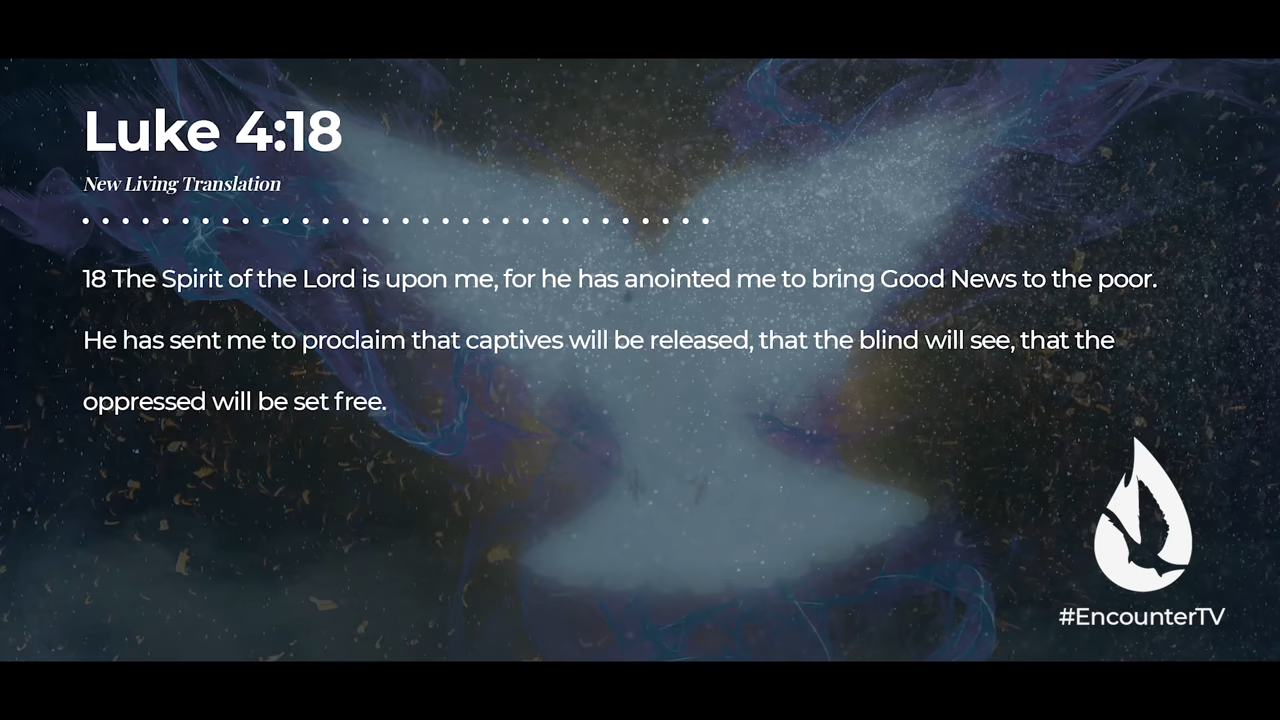 Luke 4:18
New Living Translation
18 The Spirit of the Lord is upon me, for he has anointed me to bring Good News to the poor.
He has sent me to proclaim that captives will be released, that the blind will see, that the
oppressed will be set free.
#EncounterTV